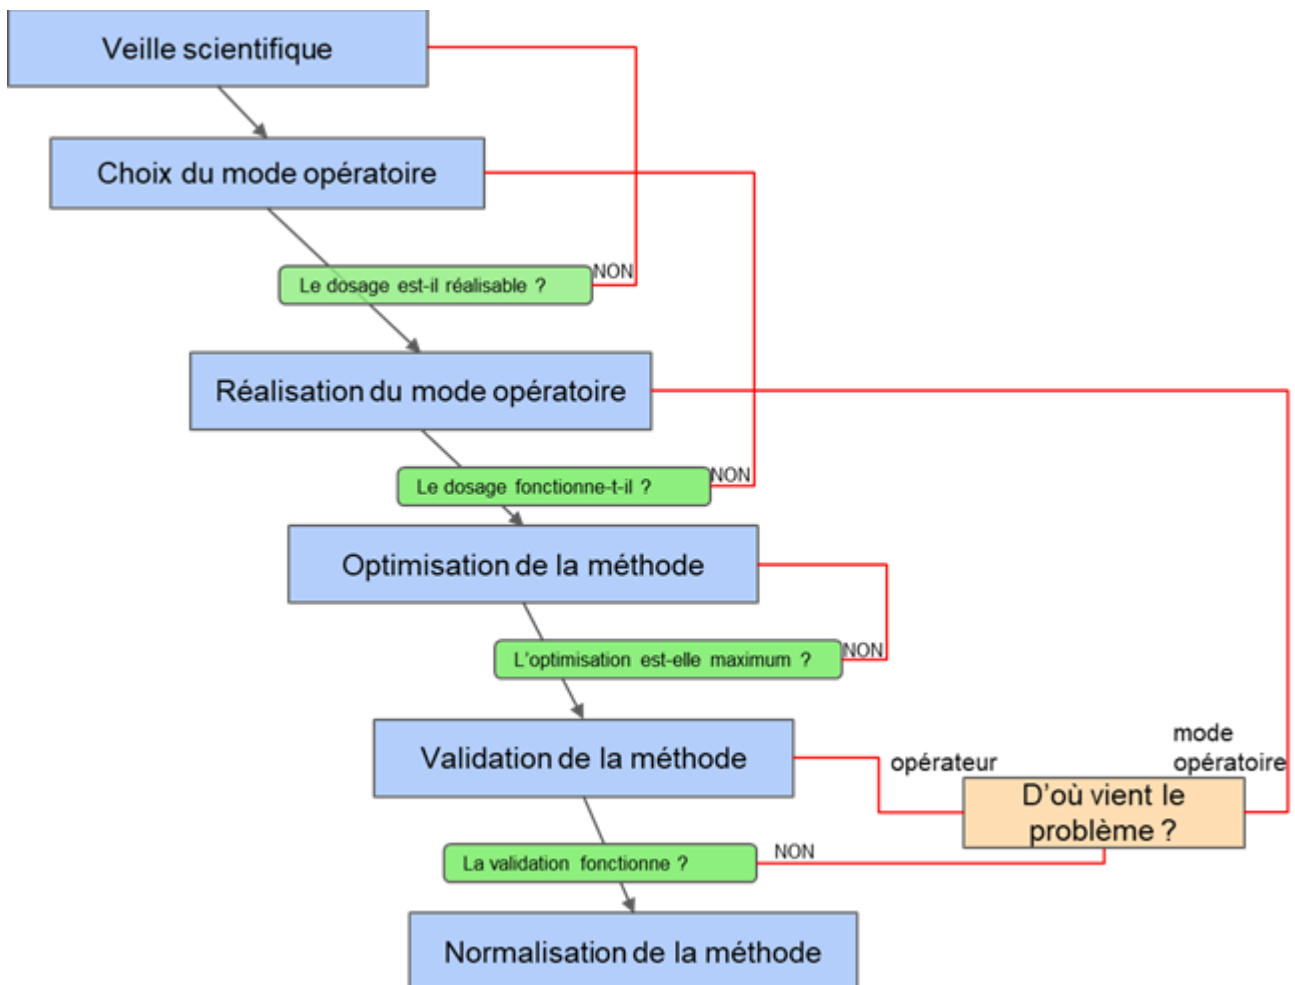 Veille scientifique
Choix du mode opératoire
NON
Le dosage est-il réalisable ?
Réalisation du mode opératoire
NON
Le dosage fonctionne-t-il ?
Optimisation de la méthode
NON
L'optimisation est-elle maximum ?
Validation de la méthode
opérateur
mode
opératoire
D'où vient le
problème ?
NON
La validation fonctionne ?
Normalisation de la méthode